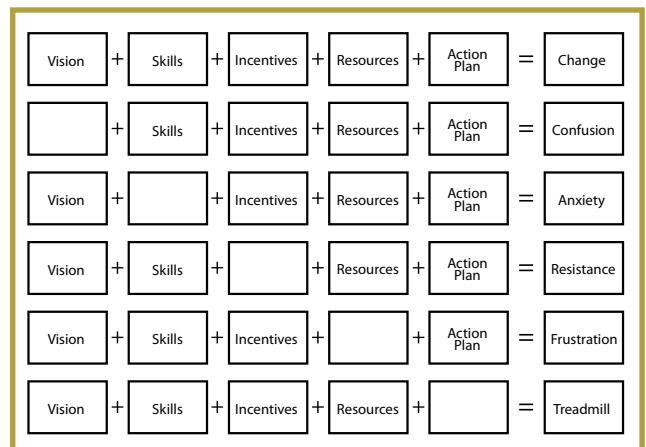 Vision + Skills + Incentives + Resources + Action Plan = Change
+ Skills + Incentives + Resources + Action Plan = Confusion
Vision + + Incentives + Resources + Action Plan = Anxiety
Vision + Skills + + Resources + Action Plan = Resistance
Vision + Skills + Incentives + + Action Plan = Frustration
Vision + Skills + Incentives + Resources + = Treadmill